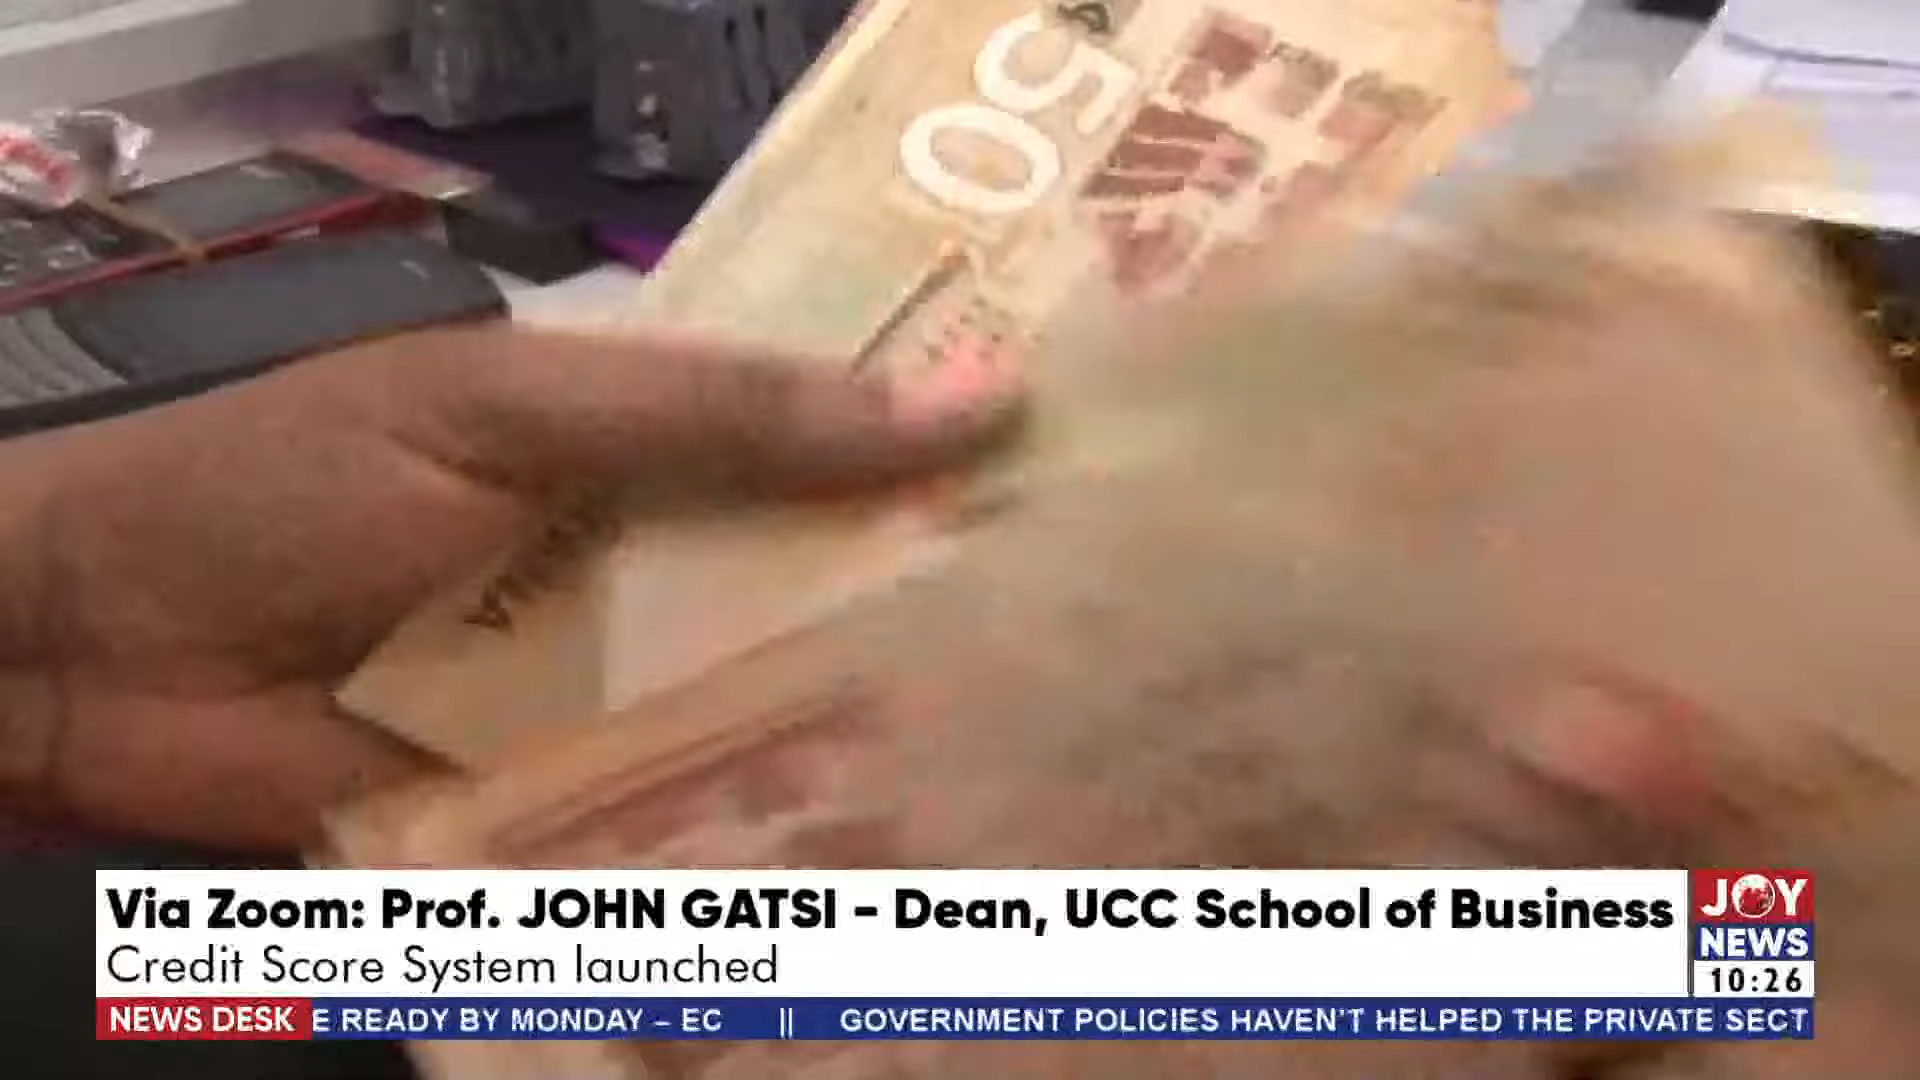 50
Via Zoom: Prof. JOHN GATSI - Dean, UCC School of Business
Credit Score System launched
JOY
NEWS
10:26
NEWS DESK
E READY BY MONDAY – EC || GOVERNMENT POLICIES HAVEN'T HELPED THE PRIVATE SECT